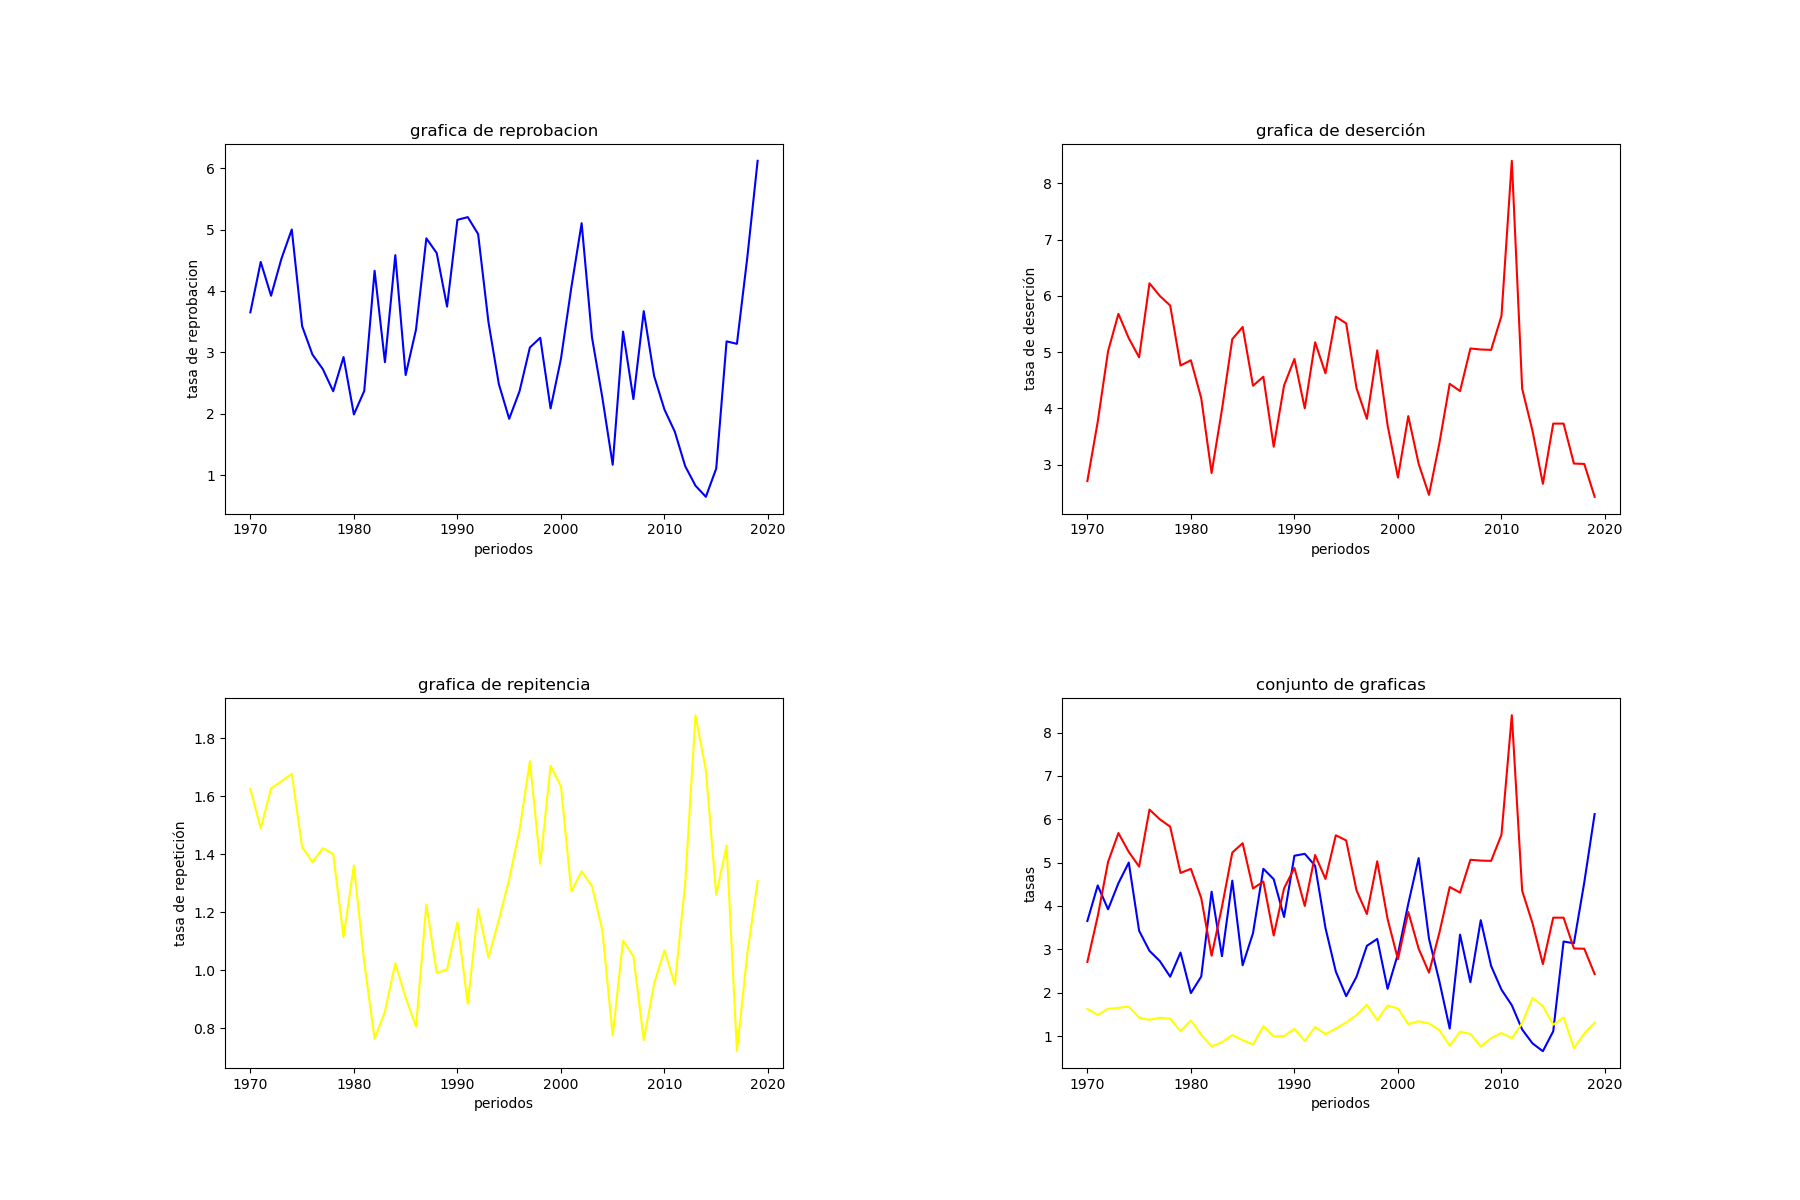 grafica de reprobacion
tasa de reprobacion
6
5
4
3
2
1
1970 1980 1990 2000 2010 2020
periodos
grafica de deserción
tasa de deserción
8
7
6
5
4
3
1970 1980 1990 2000 2010 2020
periodos
grafica de repitencia
tasa de repetición
1.8
1.6
1.4
1.2
1.0
0.8
1970 1980 1990 2000 2010 2020
periodos
conjunto de graficas
tasas
8
7
6
5
4
3
2
1
1970 1980 1990 2000 2010 2020
periodos